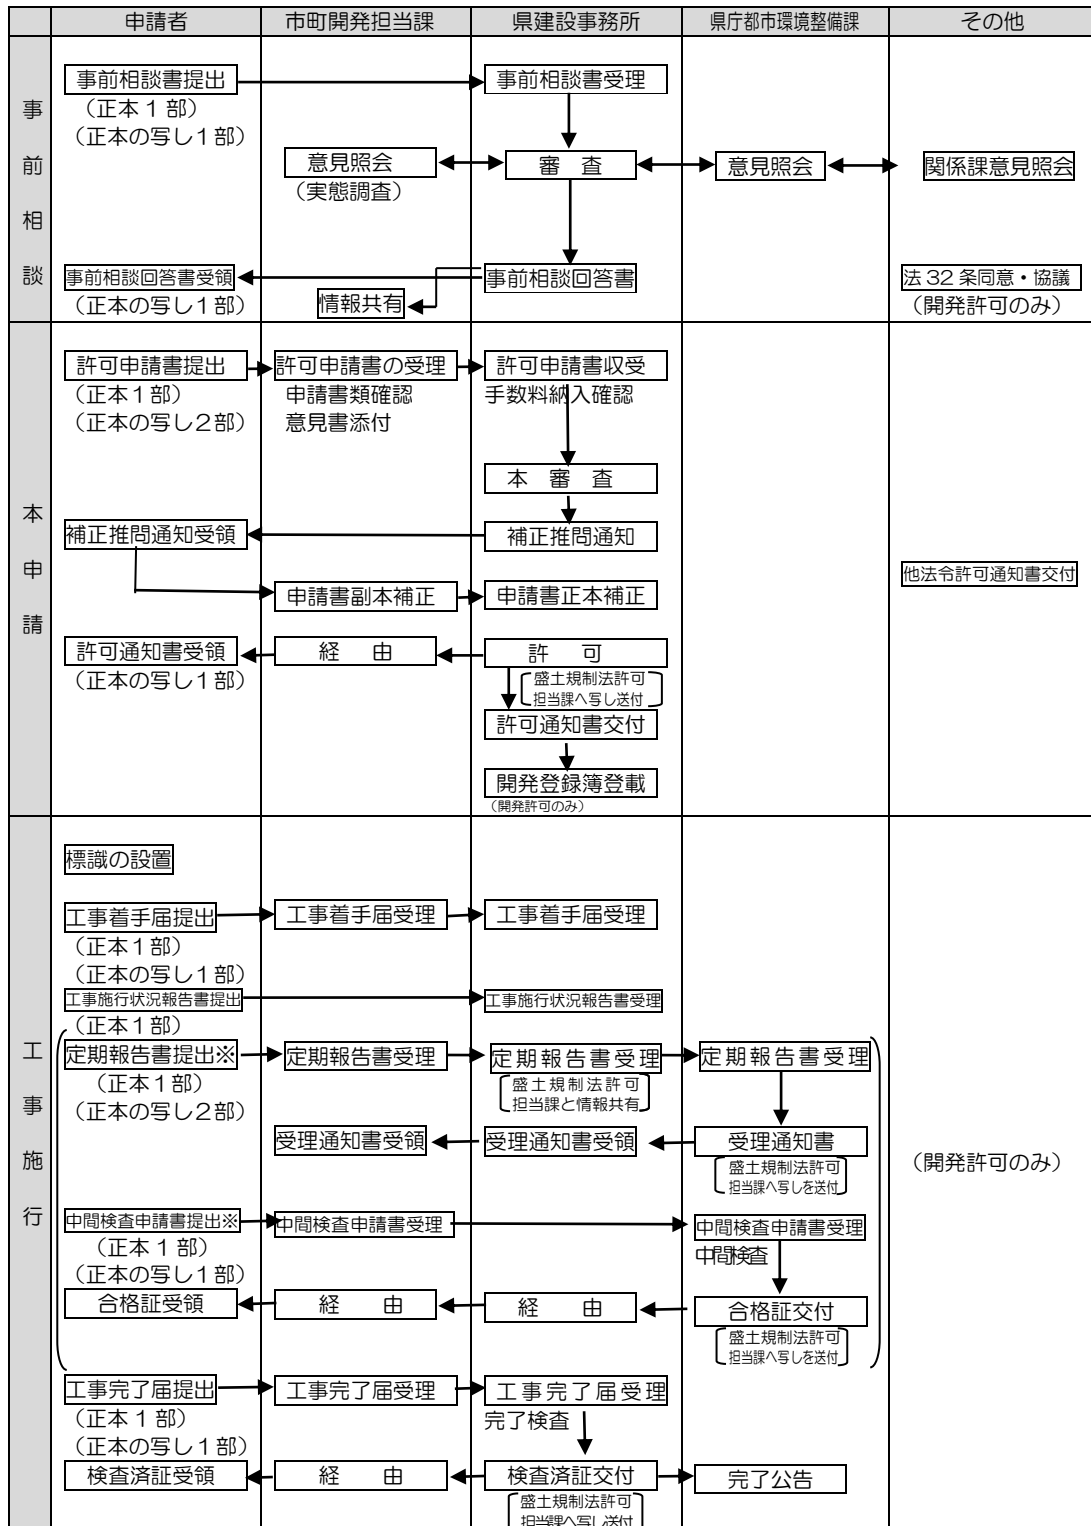 申請者
市町開発担当課
県建設事務所
県庁都市環境整備課
その他
事前相談
事前相談書提出
（正本１部）
（正本の写し１部）
事前相談書受理
意見照会
（実態調査）
審　査
意見照会
関係課意見照会
事前相談回答書受領
（正本の写し１部）
情報共有
事前相談回答書
法 32 条同意・協議
（開発許可のみ）
本申請
許可申請書提出
（正本１部）
（正本の写し２部）
許可申請書の受理
申請書類確認
意見書添付
許可申請書収受
手数料納入確認
本　審　査
補正推問通知受領
補正推問通知
他法令許可通知書交付
申請書副本補正
申請書正本補正
許可通知書受領
（正本の写し１部）
経　由
許　可
盛土規制法許可
担当課へ写し送付
許可通知書交付
開発登録簿登載
（開発許可のみ）
工事施行
標識の設置
工事着手届提出
（正本１部）
（正本の写し１部）
工事着手届受理
工事着手届受理
工事施行状況報告書提出
（正本１部）
工事施行状況報告書受理
定期報告書提出※
（正本１部）
（正本の写し２部）
定期報告書受理
定期報告書受理
盛土規制法許可
担当課と情報共有
定期報告書受理
受理通知書受領
受理通知書受領
受理通知書
盛土規制法許可
担当課へ写しを送付
（開発許可のみ）
中間検査申請書提出※
（正本１部）
（正本の写し１部）
中間検査申請書受理
中間検査申請書受理
中間検査
合格証受領
経　由
経　由
合格証交付
盛土規制法許可
担当課へ写しを送付
工事完了届提出
（正本１部）
（正本の写し１部）
工事完了届受理
工事完了届受理
完了検査
検査済証受領
経　由
検査済証交付
盛土規制法許可
担当課へ写し送付
完了公告